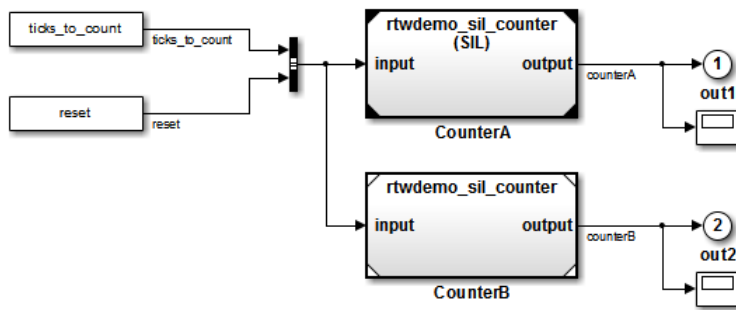 ticks_to_count
ticks_to_count
reset
reset
rtwdemo_sil_counter
(SIL)
input
output
CounterA
counterA
1
out1
rtwdemo_sil_counter
input
output
CounterB
counterB
2
out2